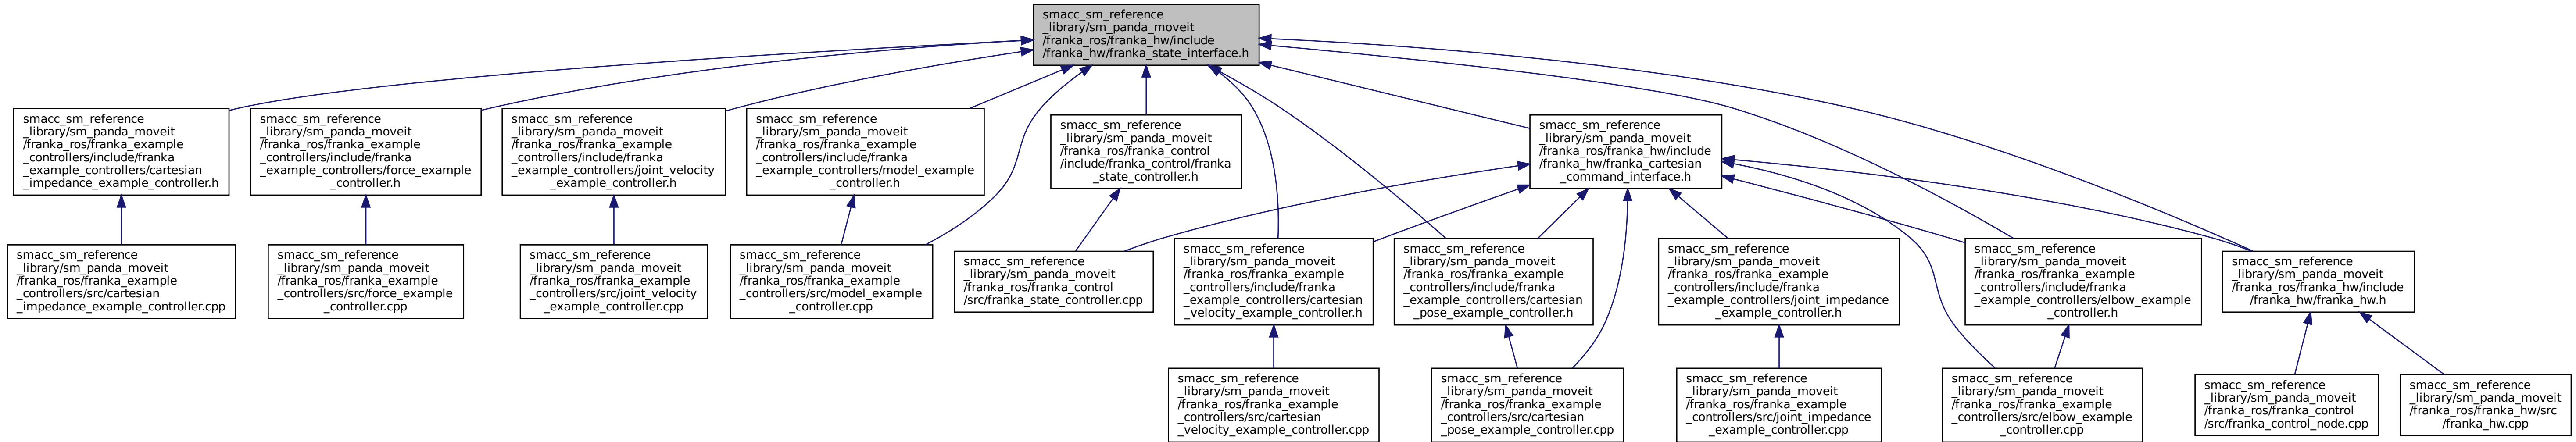 smacc_sm_reference
_library/sm_panda_moveit
/franka_ros/franka_hw/include
/franka_hw/franka_state_interface.h
smacc_sm_reference
_library/sm_panda_moveit
/franka_ros/franka_example
_controllers/include/franka
_example_controllers/cartesian
_impedance_example_controller.h
smacc_sm_reference
_library/sm_panda_moveit
/franka_ros/franka_example
_controllers/include/franka
_example_controllers/force_example
_controller.h
smacc_sm_reference
_library/sm_panda_moveit
/franka_ros/franka_example
_controllers/include/franka
_example_controllers/joint_velocity
_example_controller.h
smacc_sm_reference
_library/sm_panda_moveit
/franka_ros/franka_example
_controllers/include/franka
_example_controllers/model_example
_controller.h
smacc_sm_reference
_library/sm_panda_moveit
/franka_ros/franka_control
/include/franka_control/franka
_state_controller.h
smacc_sm_reference
_library/sm_panda_moveit
/franka_ros/franka_hw/include
/franka_hw/franka_cartesian
_command_interface.h
smacc_sm_reference
_library/sm_panda_moveit
/franka_ros/franka_example
_controllers/src/cartesian
_impedance_example_controller.cpp
smacc_sm_reference
_library/sm_panda_moveit
/franka_ros/franka_example
_controllers/src/force_example
_controller.cpp
smacc_sm_reference
_library/sm_panda_moveit
/franka_ros/franka_example
_controllers/src/joint_velocity
_example_controller.cpp
smacc_sm_reference
_library/sm_panda_moveit
/franka_ros/franka_example
_controllers/src/model_example
_controller.cpp
smacc_sm_reference
_library/sm_panda_moveit
/franka_ros/franka_control
/src/franka_state_controller.cpp
smacc_sm_reference
_library/sm_panda_moveit
/franka_ros/franka_example
_controllers/include/franka
_example_controllers/cartesian
_velocity_example_controller.h
smacc_sm_reference
_library/sm_panda_moveit
/franka_ros/franka_example
_controllers/include/franka
_example_controllers/cartesian
_pose_example_controller.h
smacc_sm_reference
_library/sm_panda_moveit
/franka_ros/franka_example
_controllers/include/franka
_example_controllers/joint_impedance
_example_controller.h
smacc_sm_reference
_library/sm_panda_moveit
/franka_ros/franka_example
_controllers/include/franka
_example_controllers/elbow_example
_controller.h
smacc_sm_reference
_library/sm_panda_moveit
/franka_ros/franka_hw/include
/franka_hw/franka_hw.h
smacc_sm_reference
_library/sm_panda_moveit
/franka_ros/franka_example
_controllers/src/cartesian
_velocity_example_controller.cpp
smacc_sm_reference
_library/sm_panda_moveit
/franka_ros/franka_example
_controllers/src/cartesian
_pose_example_controller.cpp
smacc_sm_reference
_library/sm_panda_moveit
/franka_ros/franka_example
_controllers/src/joint_impedance
_example_controller.cpp
smacc_sm_reference
_library/sm_panda_moveit
/franka_ros/franka_example
_controllers/src/elbow_example
_controller.cpp
smacc_sm_reference
_library/sm_panda_moveit
/franka_ros/franka_control
/src/franka_control_node.cpp
smacc_sm_reference
_library/sm_panda_moveit
/franka_ros/franka_hw/src
/franka_hw.cpp